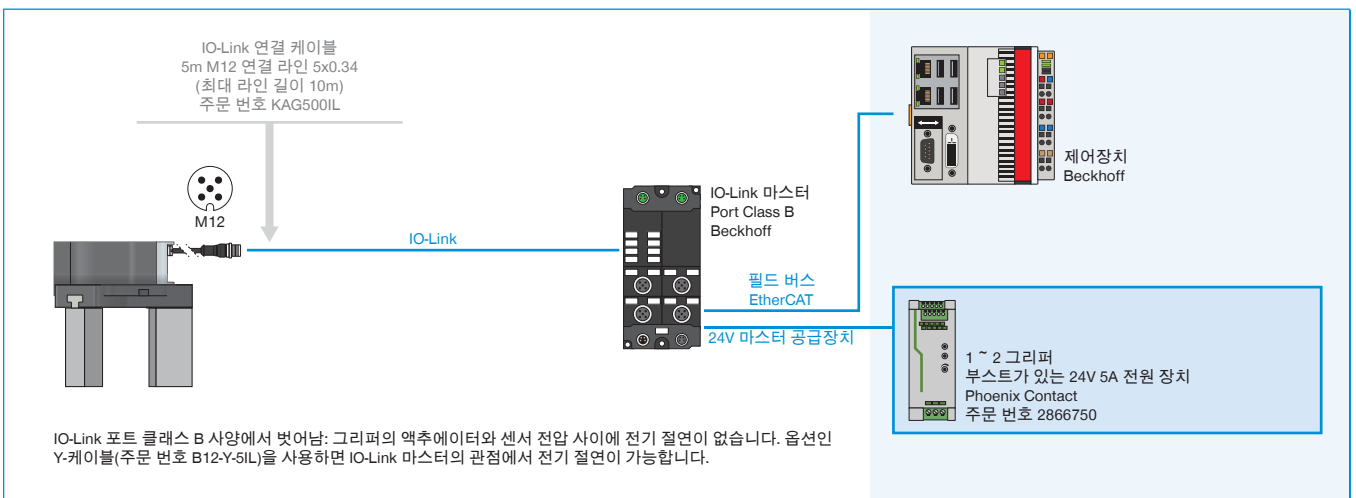 IO-Link 연결 케이블
5m M12 연결 라인 5x0.34
(최대 라인 길이 10m)
주문 번호 KAG500IL
M12
IO-Link
IO-Link 마스터
Port Class B
Beckhoff
필드 버스
EtherCAT
24V 마스터 공급장치
제어장치
Beckhoff
1 ~ 2 그리퍼
부스트가 있는 24V 5A 전원 장치
Phoenix Contact
주문 번호 2866750
IO-Link 포트 클래스 B 사양에서 벗어남: 그리퍼의 액추에이터와 센서 전압 사이에 전기 절연이 없습니다. 옵션인
Y-케이블(주문 번호 B12-Y-5IL)을 사용하면 IO-Link 마스터의 관점에서 전기 절연이 가능합니다.